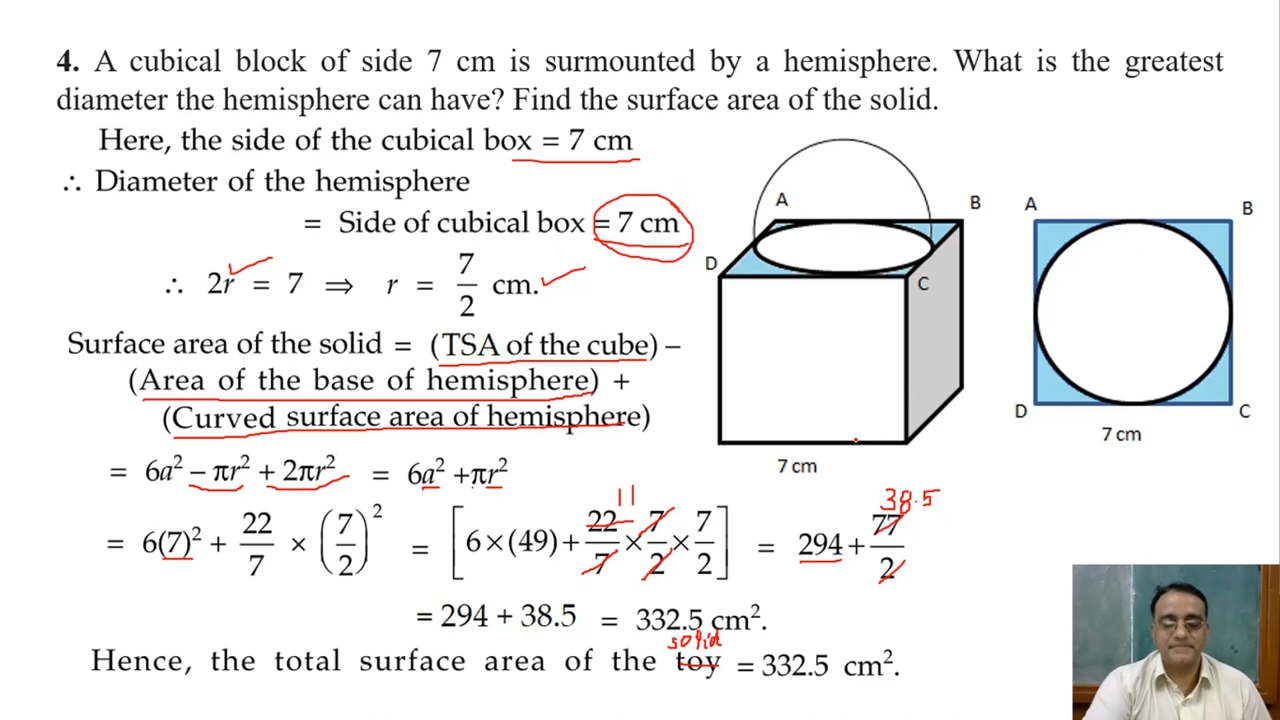 4. A cubical block of side 7 cm is surmounted by a hemisphere. What is the greatest
diameter the hemisphere can have? Find the surface area of the solid.
Here, the side of the cubical box = 7 cm
∴ Diameter of the hemisphere
= Side of cubical box = 7 cm
∴ 2r = 7 ⇒ r = 7/2 cm.
Surface area of the solid = (TSA of the cube) –
(Area of the base of hemisphere) +
(Curved surface area of hemisphere)
= 6a² – πr² + 2πr² = 6a² +πr²
11 38.5
= 6(7)² + 22/7 × (7/2)² = [6×(49)+ 22/7 × 7/2 × 7/2] = 294 + 77/2
= 294 + 38.5 = 332.5 cm².
solid
Hence, the total surface area of the toy = 332.5 cm².
A
B
D
C
7 cm
A
B
D
C
7 cm